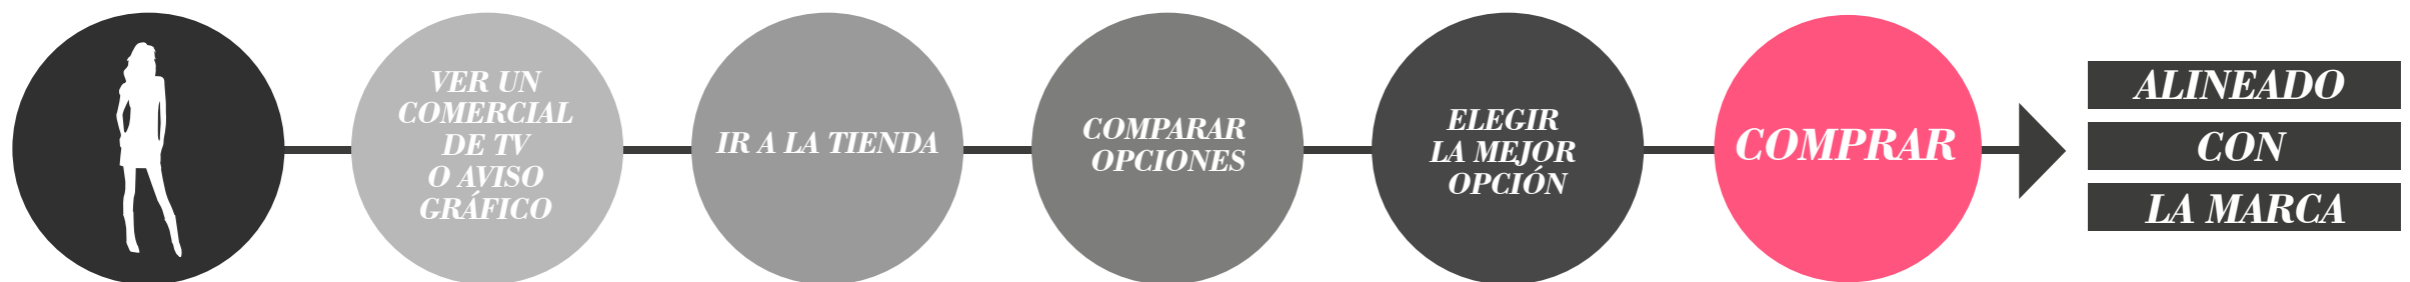 VER UN
COMERCIAL
DE TV
O AVISO
GRÁFICO
IR A LA TIENDA
COMPARAR
OPCIONES
ELEGIR
LA MEJOR
OPCIÓN
COMPRAR
ALINEADO
CON
LA MARCA